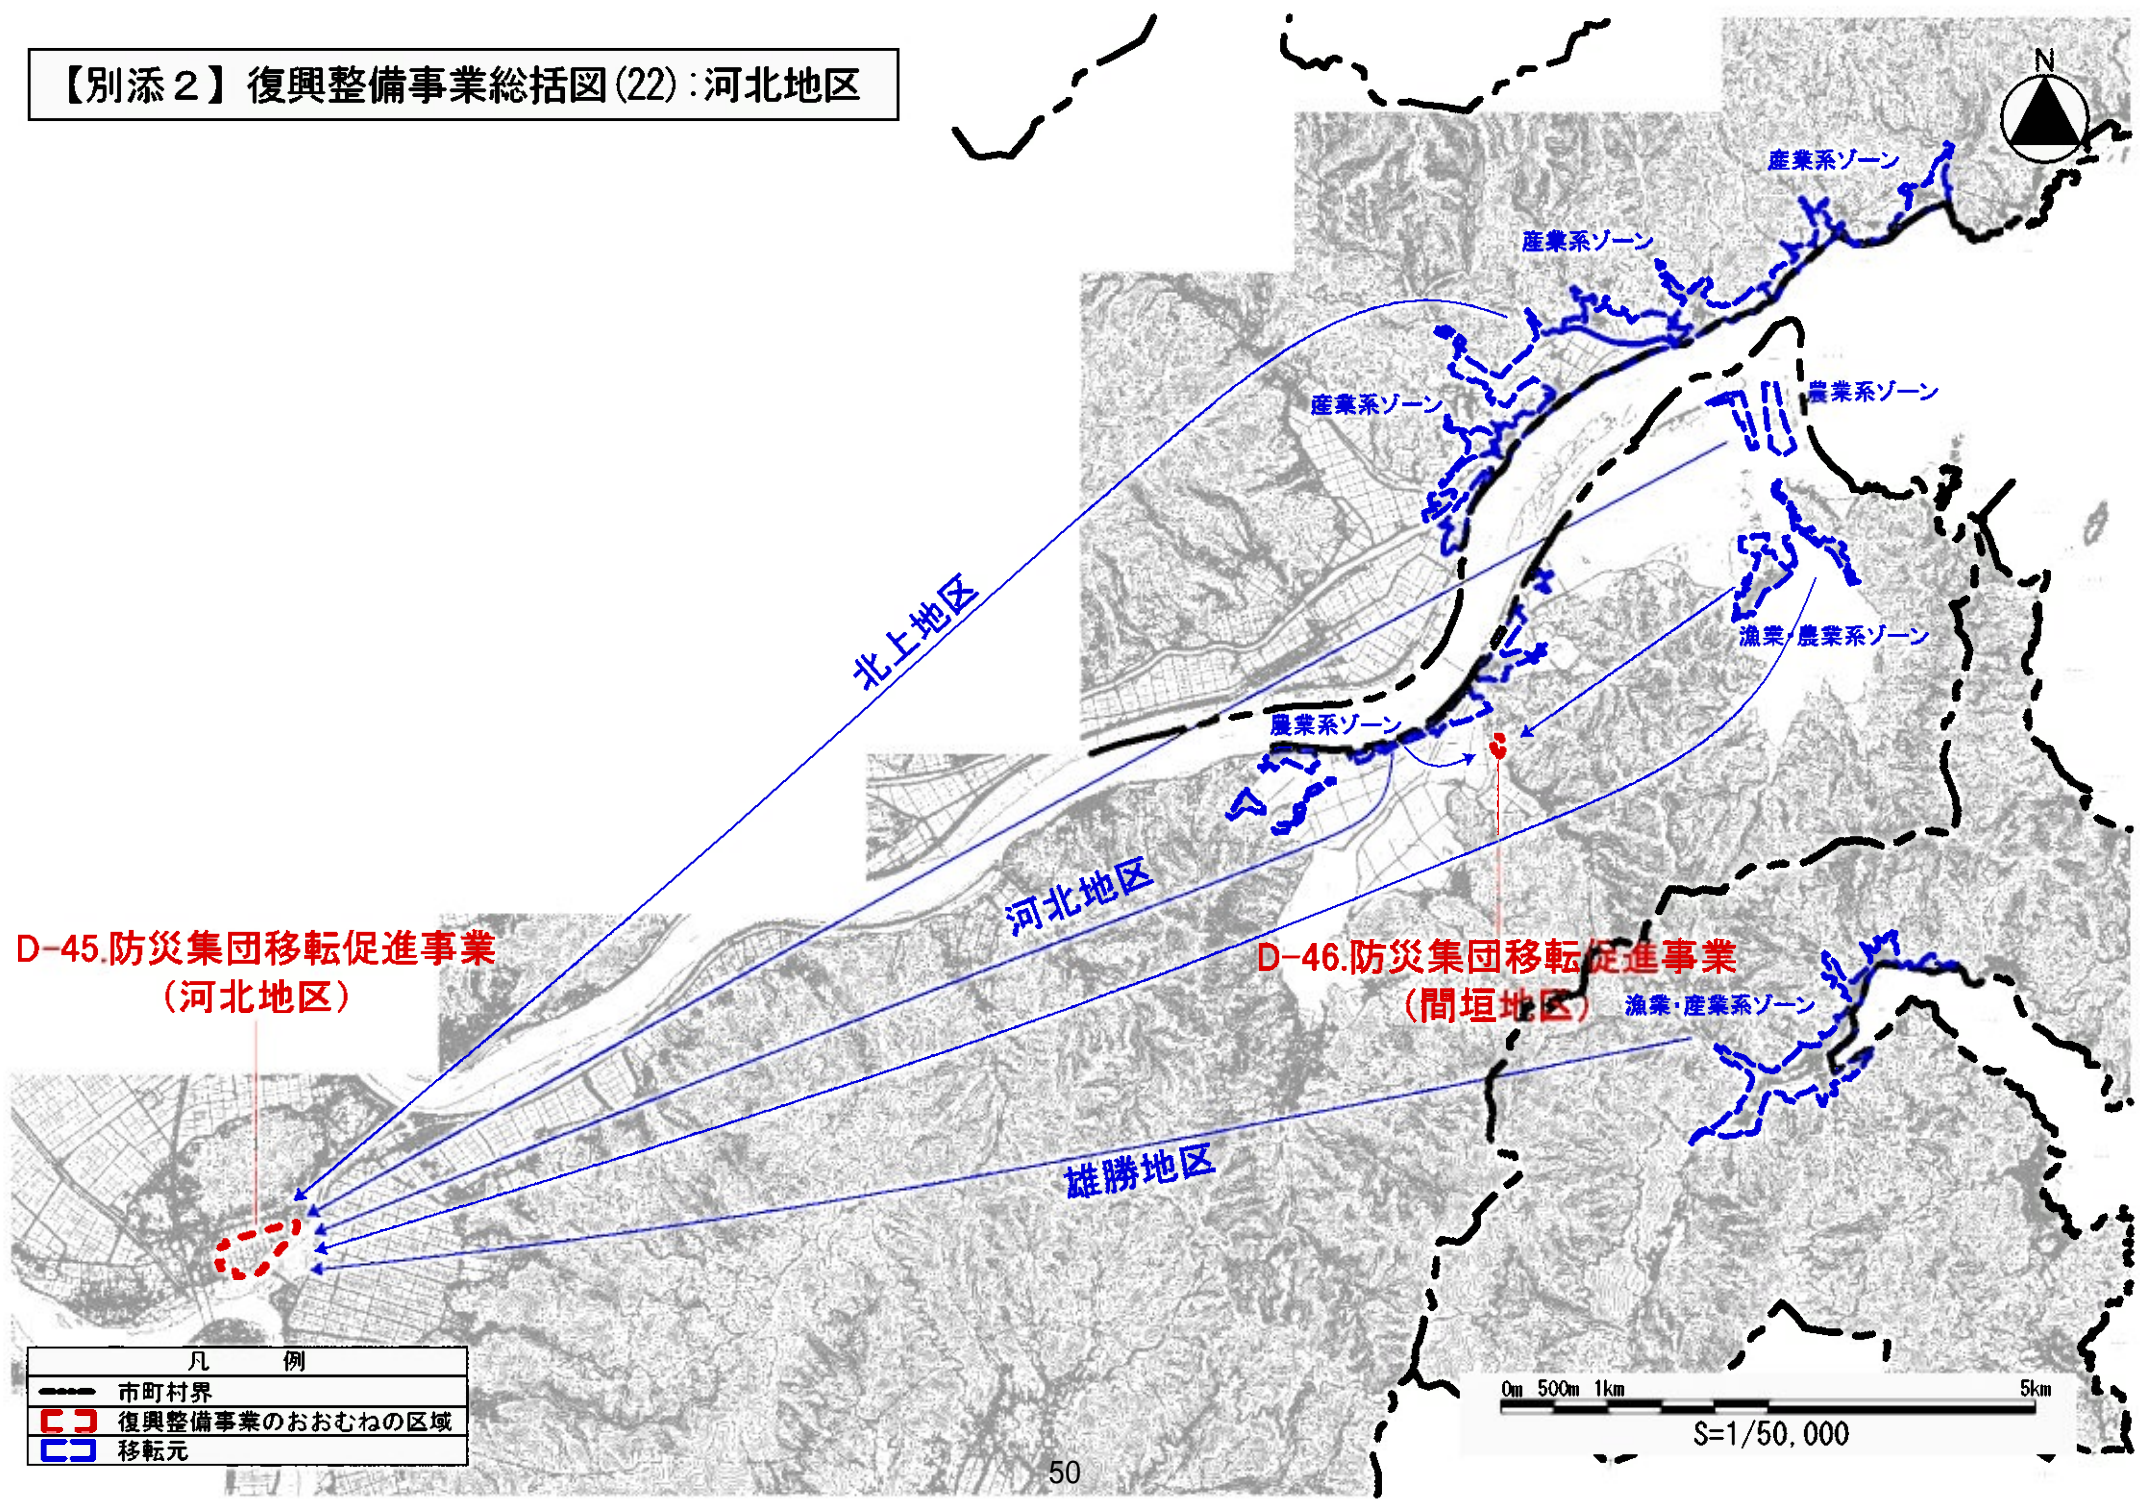 【別添２】復興整備事業総括図(22):河北地区
N
産業系ゾーン
産業系ゾーン
産業系ゾーン
農業系ゾーン
漁業・農業系ゾーン
北上地区
農業系ゾーン
河北地区
D-45.防災集団移転促進事業
(河北地区)
D-46.防災集団移転促進事業
(間垣地区)
漁業・産業系ゾーン
雄勝地区
凡　例
市町村界
復興整備事業のおおむねの区域
移転元
0m 500m 1km 5km
S=1/50,000
50